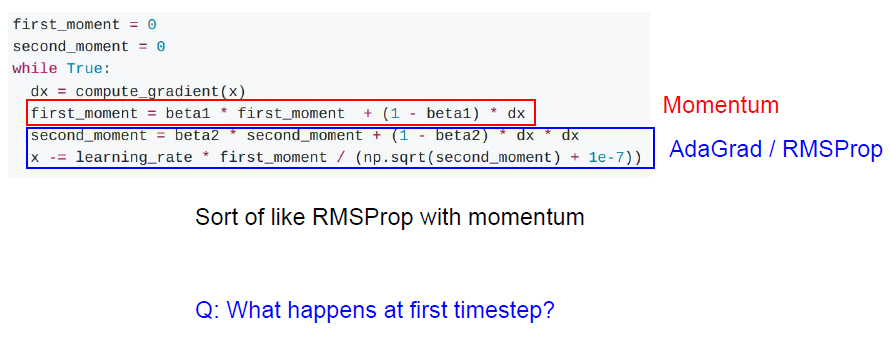 first_moment = 0
second_moment = 0
while True:
dx = compute_gradient(x)
first_moment = beta1 * first_moment + (1 - beta1) * dx
Momentum
second_moment = beta2 * second_moment + (1 - beta2) * dx * dx
x -= learning_rate * first_moment / (np.sqrt(second_moment) + 1e-7))
AdaGrad / RMSProp
Sort of like RMSProp with momentum
Q: What happens at first timestep?